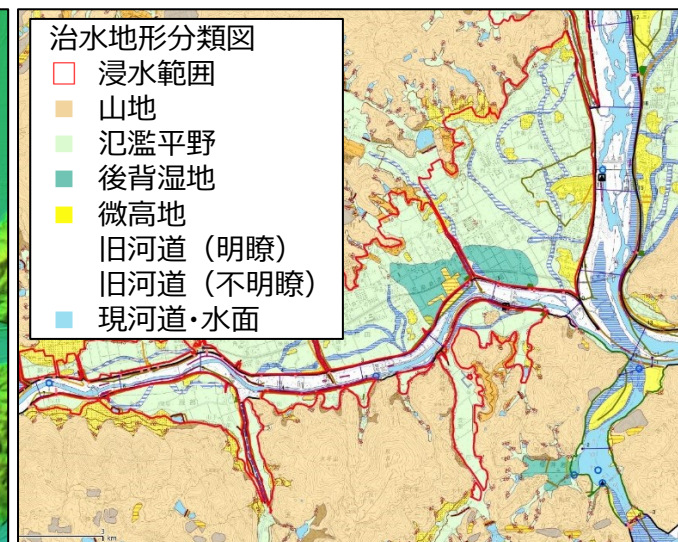 治水地形分類図
浸水範囲
山地
氾濫平野
後背湿地
微高地
旧河道（明瞭）
旧河道（不明瞭）
現河道・水面